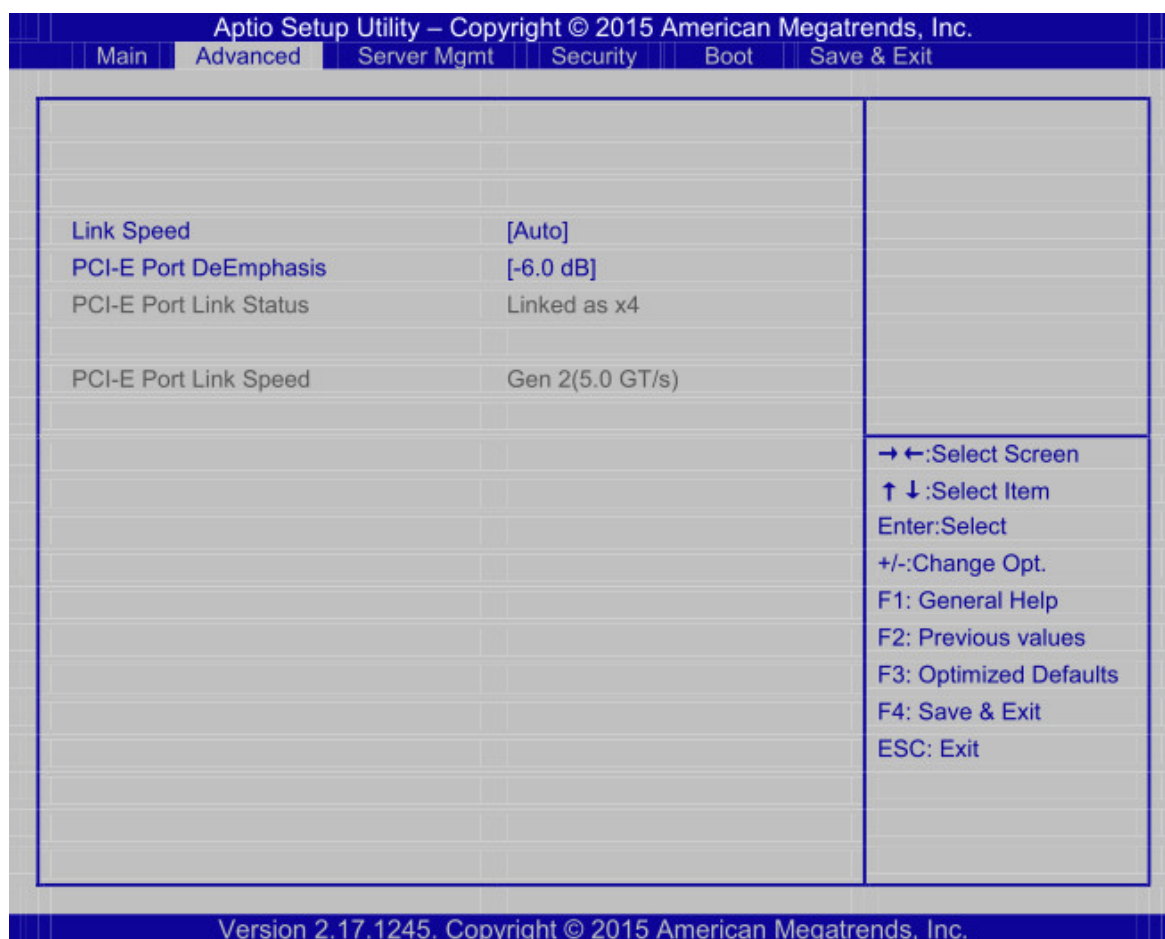 Aptio Setup Utility – Copyright © 2015 American Megatrends, Inc.
Main Advanced Server Mgmt Security Boot Save & Exit
Link Speed [Auto]
PCI-E Port DeEmphasis [-6.0 dB]
PCI-E Port Link Status Linked as x4
PCI-E Port Link Speed Gen 2(5.0 GT/s)
→ ←:Select Screen
↑ ↓ :Select Item
Enter:Select
+/-:Change Opt.
F1: General Help
F2: Previous values
F3: Optimized Defaults
F4: Save & Exit
ESC: Exit
Version 2.17.1245. Copyright © 2015 American Megatrends, Inc.